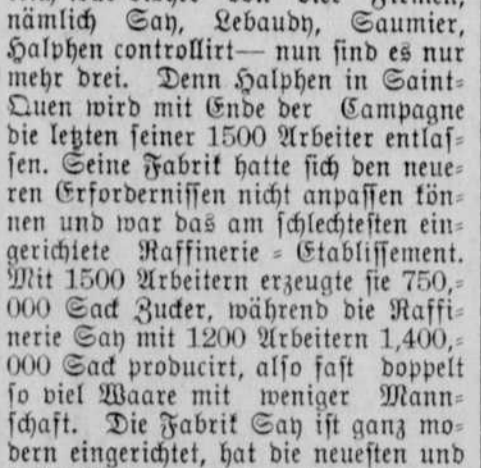 nämlich Say, Lebaudy, Saumier,
Halphen controllirt— nun sind es nur
mehr drei. Denn Halphen in Saint-
Quen wird mit Ende der Campagne
die letzten seiner 1500 Arbeiter entlas-
sen. Seine Fabrik hatte sich den neue-
ren Erfordernissen nicht anpassen kön-
nen und war das am schlechtesten ein-
gerichtete Raffinerie - Etablissement.
Mit 1500 Arbeitern erzeugte sie 750,-
000 Sack Zucker, während die Raffi-
nerie Say mit 1200 Arbeitern 1,400,-
000 Sack producirt, also fast doppelt
so viel Waare mit weniger Mann-
schaft. Die Fabrik Say ist ganz mo-
dern eingerichtet, hat die neuesten und